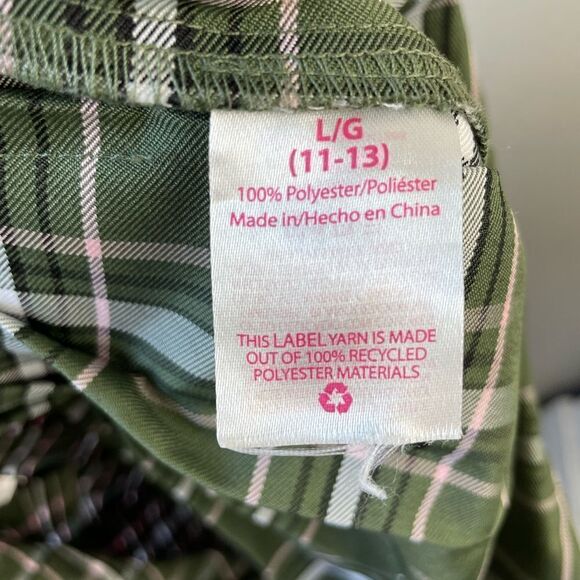 L/G
(11-13)
100% Polyester/Poliéster
Made in/Hecho en China
THIS LABEL YARN IS MADE
OUT OF 100% RECYCLED
POLYESTER MATERIALS